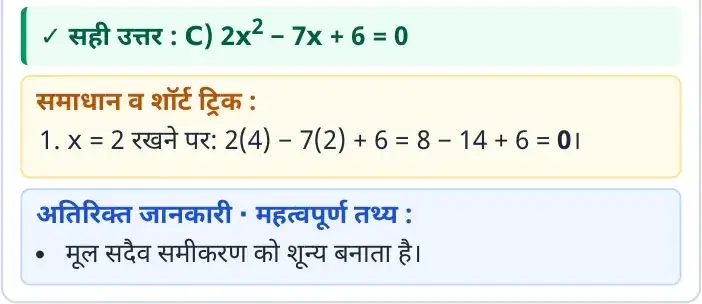 ✓ सही उत्तर : C) 2x² − 7x + 6 = 0
समाधान व शॉर्ट ट्रिक :
1. x = 2 रखने पर: 2(4) − 7(2) + 6 = 8 − 14 + 6 = 0।
अतिरिक्त जानकारी · महत्वपूर्ण तथ्य :
• मूल सदैव समीकरण को शून्य बनाता है।